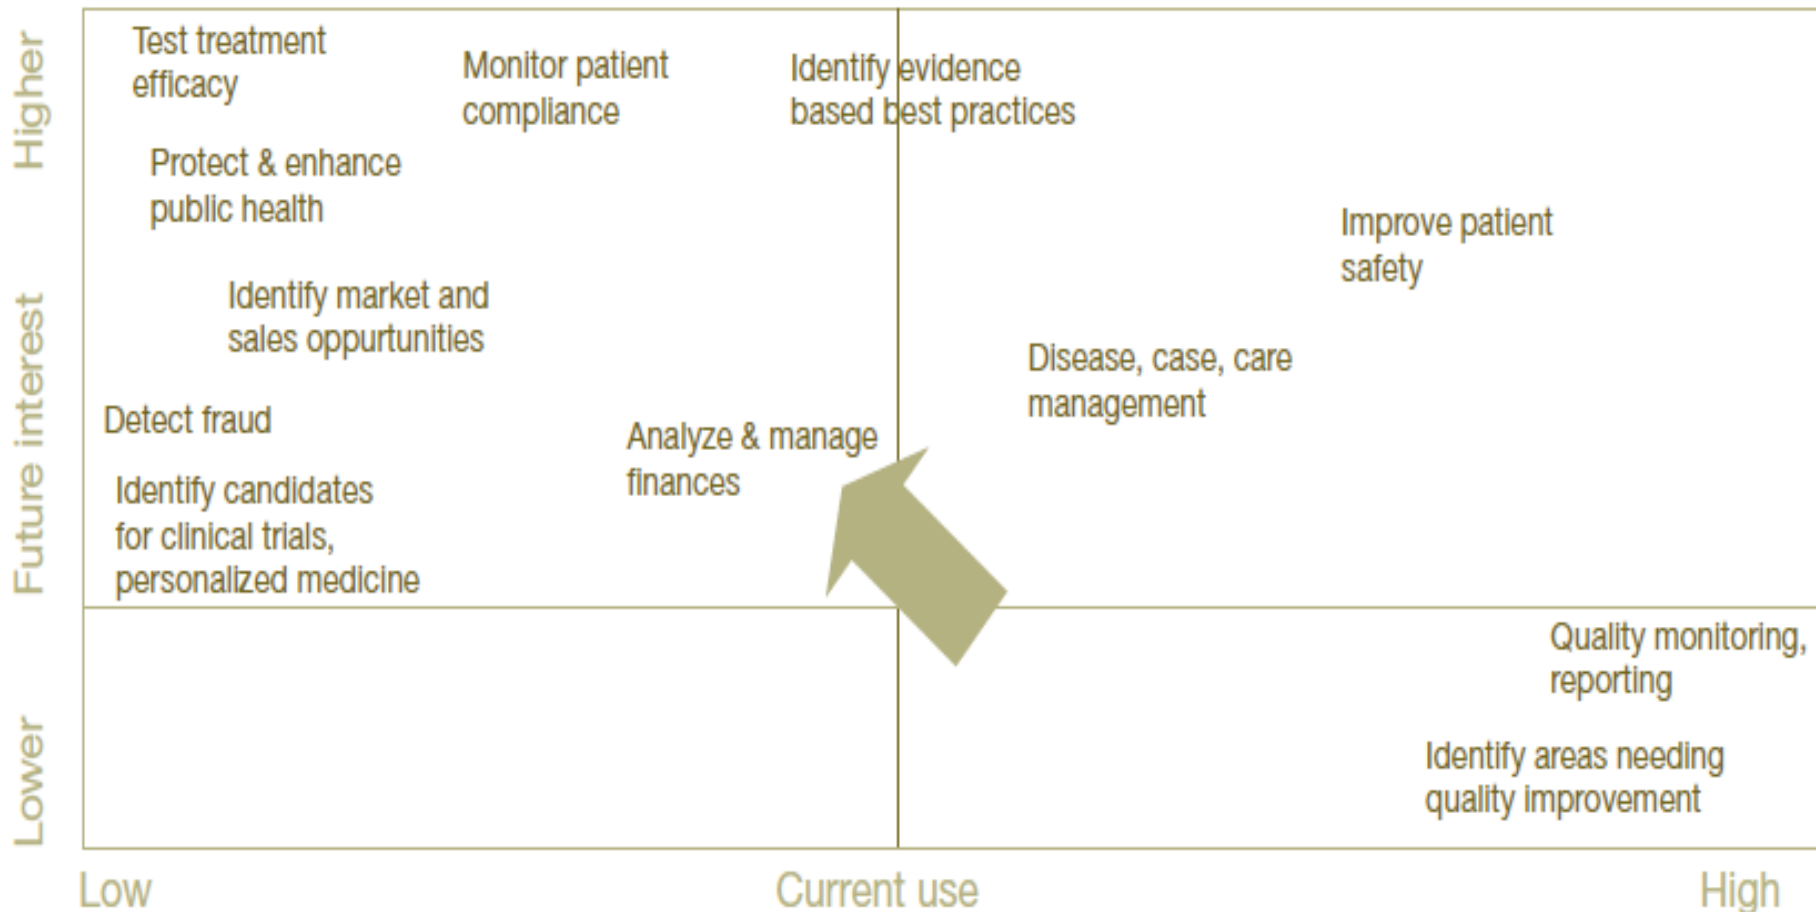 Higher
Future interest
Lower
Test treatment
efficacy
Monitor patient
compliance
Identify evidence
based best practices
Protect & enhance
public health
Improve patient
safety
Identify market and
sales oppurtunities
Disease, case, care
management
Detect fraud
Analyze & manage
finances
Identify candidates
for clinical trials,
personalized medicine
Quality monitoring,
reporting
Identify areas needing
quality improvement
Low
Current use
High